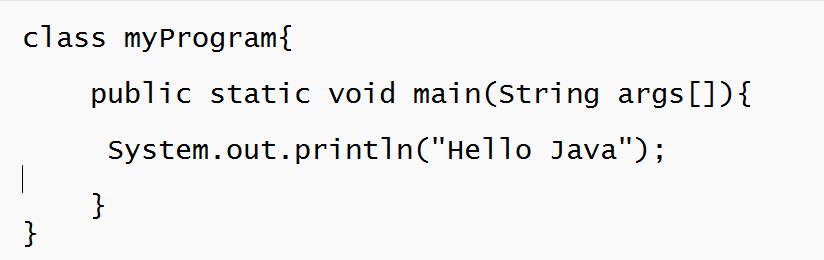 class myProgram{
public static void main(String args[]){
System.out.println("Hello Java");
}
}